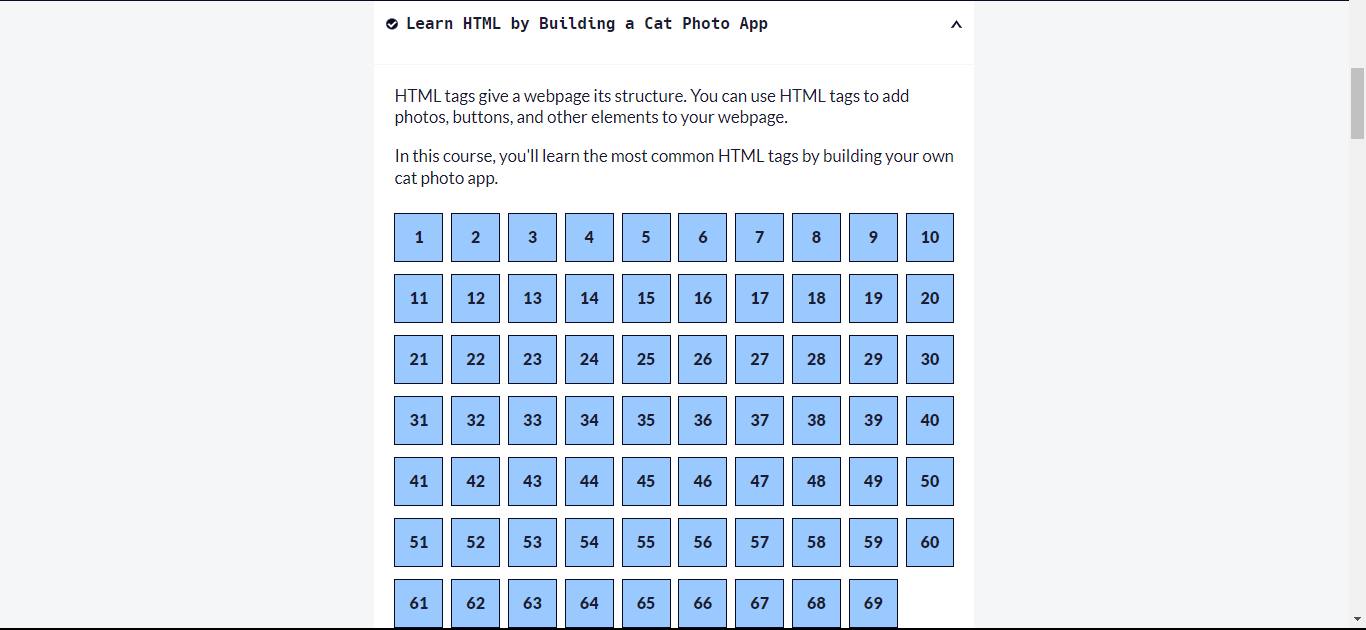 Learn HTML by Building a Cat Photo App
HTML tags give a webpage its structure. You can use HTML tags to add
photos, buttons, and other elements to your webpage.
In this course, you'll learn the most common HTML tags by building your own
cat photo app.
1 2 3 4 5 6 7 8 9 10
11 12 13 14 15 16 17 18 19 20
21 22 23 24 25 26 27 28 29 30
31 32 33 34 35 36 37 38 39 40
41 42 43 44 45 46 47 48 49 50
51 52 53 54 55 56 57 58 59 60
61 62 63 64 65 66 67 68 69